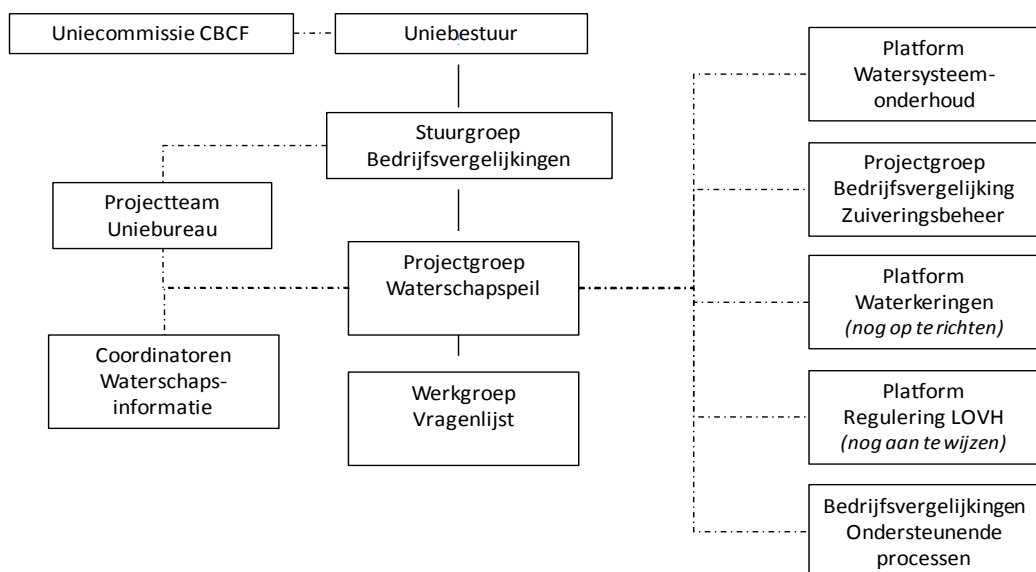 Uniecommissie CBCF
Uniebestuur
Stuurgroep
Bedrijfsvergelijkingen
Projectteam
Uniebureau
Projectgroep
Waterschapspeil
Coordinatoren
Waterschaps-
informatie
Werkgroep
Vragenlijst
Platform
Watersysteem-
onderhoud
Projectgroep
Bedrijfsvergelijking
Zuiveringsbeheer
Platform
Waterkeringen
(nog op te richten)
Platform
Regulering LOVH
(nog aan te wijzen)
Bedrijfsvergelijkingen
Ondersteunende
processen